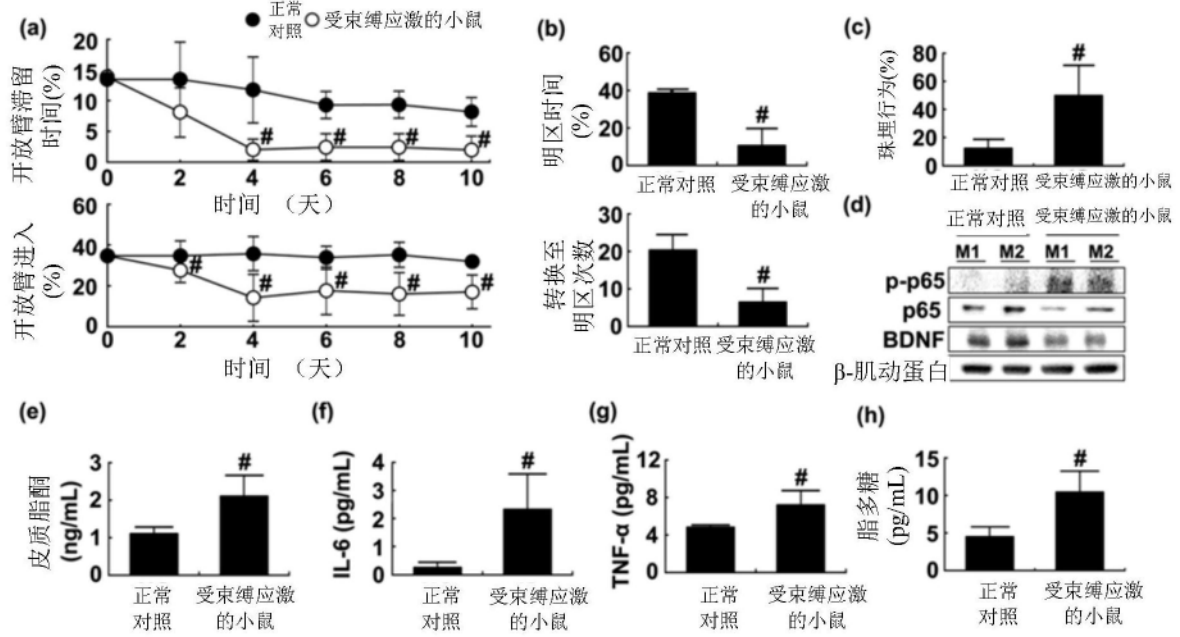 (a)
正常
对照
受束缚应激的小鼠
开放臂滞留
时间(%)
20
15
10
5
0
#
#
#
#
0 2 4 6 8 10
时间 （天）
开放臂进入
(%)
60
40
20
0
#
#
#
#
#
0 2 4 6 8 10
时间 （天）
(b)
明区时间
(%)
60
40
20
0
#
正常对照
受束缚应激
的小鼠
转换至
明区次数
30
20
10
0
#
正常对照
受束缚应激
的小鼠
(c)
珠埋行为(%)
80
60
40
20
0
#
正常对照
受束缚应激的小鼠
(d)
正常对照
受束缚应激的小鼠
M1 M2 M1 M2
p-p65
p65
BDNF
β-肌动蛋白
(e)
皮质脂酮
(ng/mL)
3
2
1
0
#
正常
对照
受束缚应激
的小鼠
(f)
IL-6 (pg/mL)
4
3
2
1
0
#
正常
对照
受束缚应激
的小鼠
(g)
TNF-α (pg/mL)
12
8
4
0
#
正常
对照
受束缚应激
的小鼠
(h)
脂多糖
(pg/mL)
15
10
5
0
#
正常
对照
受束缚应激
的小鼠